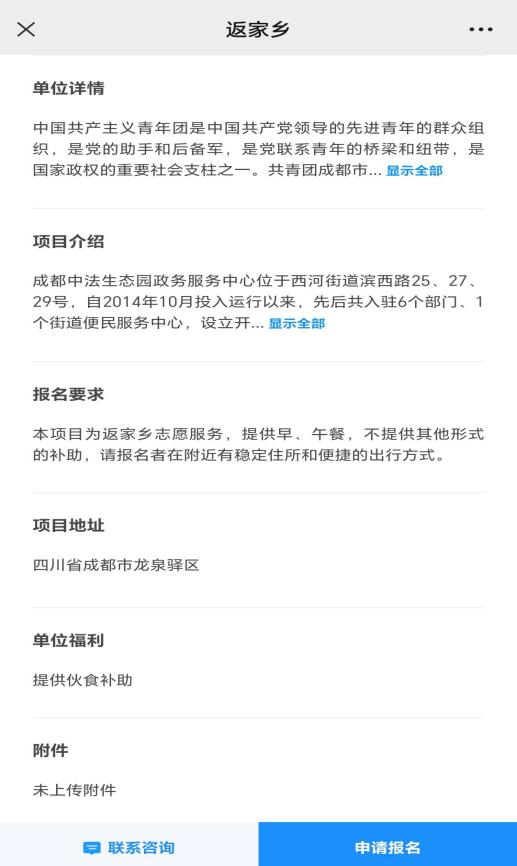 返家乡
单位详情
中国共产主义青年团是中国共产党领导的先进青年的群众组
织，是党的助手和后备军，是党联系青年的桥梁和纽带，是
国家政权的重要社会支柱之一。共青团成都市... 显示全部
项目介绍
成都中法生态园政务服务中心位于西河街道滨西路25、27、
29号，自2014年10月投入运行以来，先后共入驻6个部门、1
个街道便民服务中心，设立开... 显示全部
报名要求
本项目为返家乡志愿服务，提供早、午餐，不提供其他形式
的补助，请报名者在附近有稳定住所和便捷的出行方式。
项目地址
四川省成都市龙泉驿区
单位福利
提供伙食补助
附件
未上传附件
联系咨询 申请报名